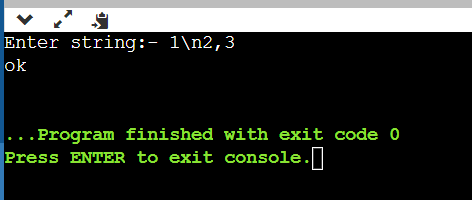 Enter string:- 1\n2,3
ok
...Program finished with exit code 0
Press ENTER to exit console.